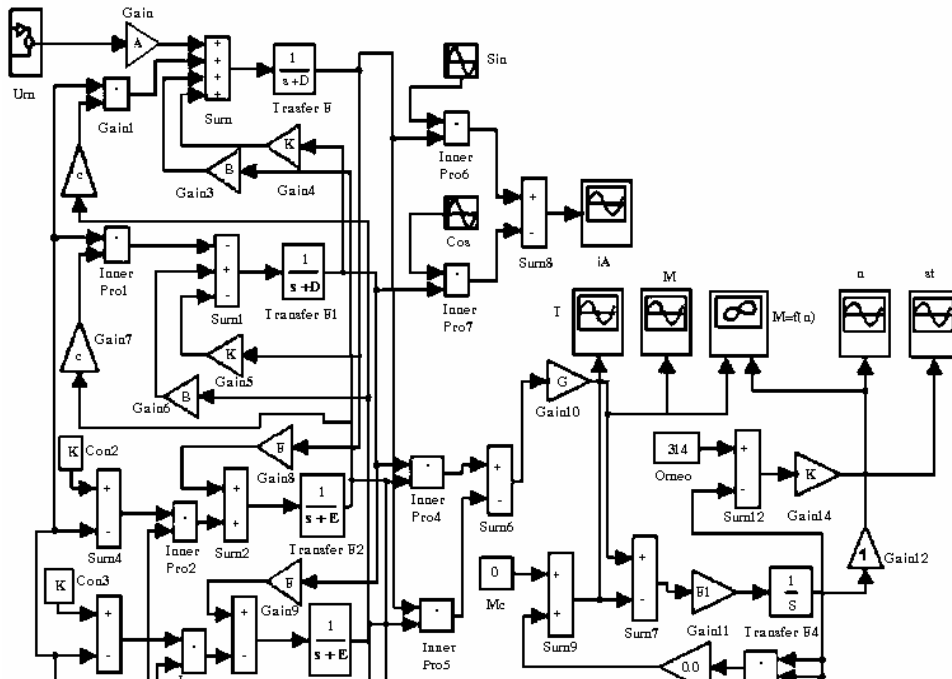 Gain
A
Um
+
+
+
+
Sum
1
s+D
Trasfer F
Sin
Gain1
K
B
Gain3
Gain4
c
Inner
Pro6
+
-
Sum8
iA
Cos
Inner
Pro1
-
+
-
Sum1
1
s+D
Transfer F1
Inner
Pro7
Gain7
c
K
Gain5
B
Gain6
T
M
M=f(n)
n
st
G
Gain10
K
Con2
F
Gain8
+
-
Sum4
Inner
Pro2
+
+
Sum2
1
s+E
Transfer F2
Inner
Pro4
+
-
Sum6
314
Omeo
+
-
Sum12
K
Gain14
1
Gain12
K
Con3
F
Gain9
+
-
+
-
1
s+E
Inner
Pro5
0
Mc
+
+
Sum9
+
-
Sum7
F1
Gain11
1
S
Transfer F4
0.0